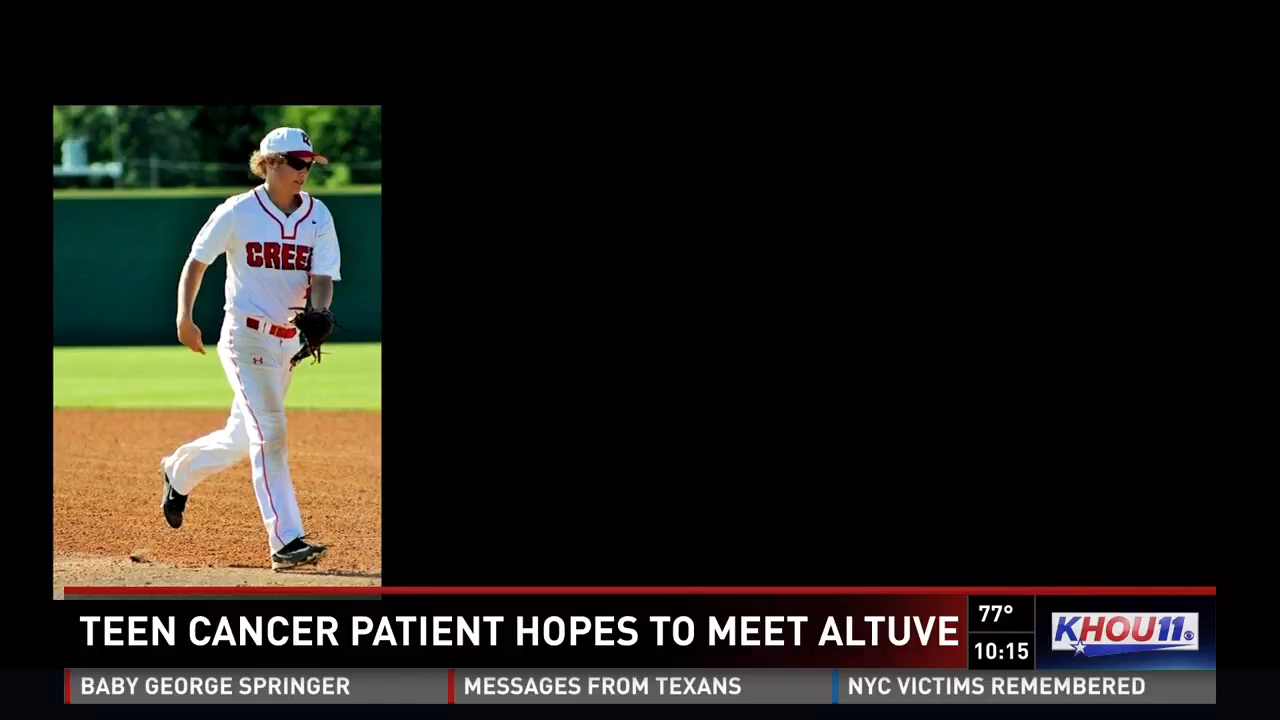 CREE
TEEN CANCER PATIENT HOPES TO MEET ALTUVE
77°
10:15
KHOU11
BABY GEORGE SPRINGER
MESSAGES FROM TEXANS
NYC VICTIMS REMEMBERED